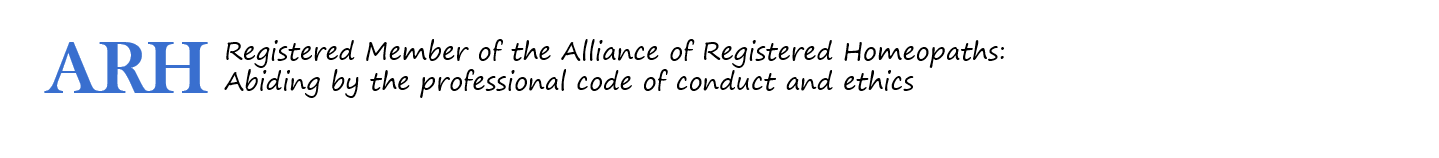 ARH
Registered Member of the Alliance of Registered Homeopaths:
Abiding by the professional code of conduct and ethics